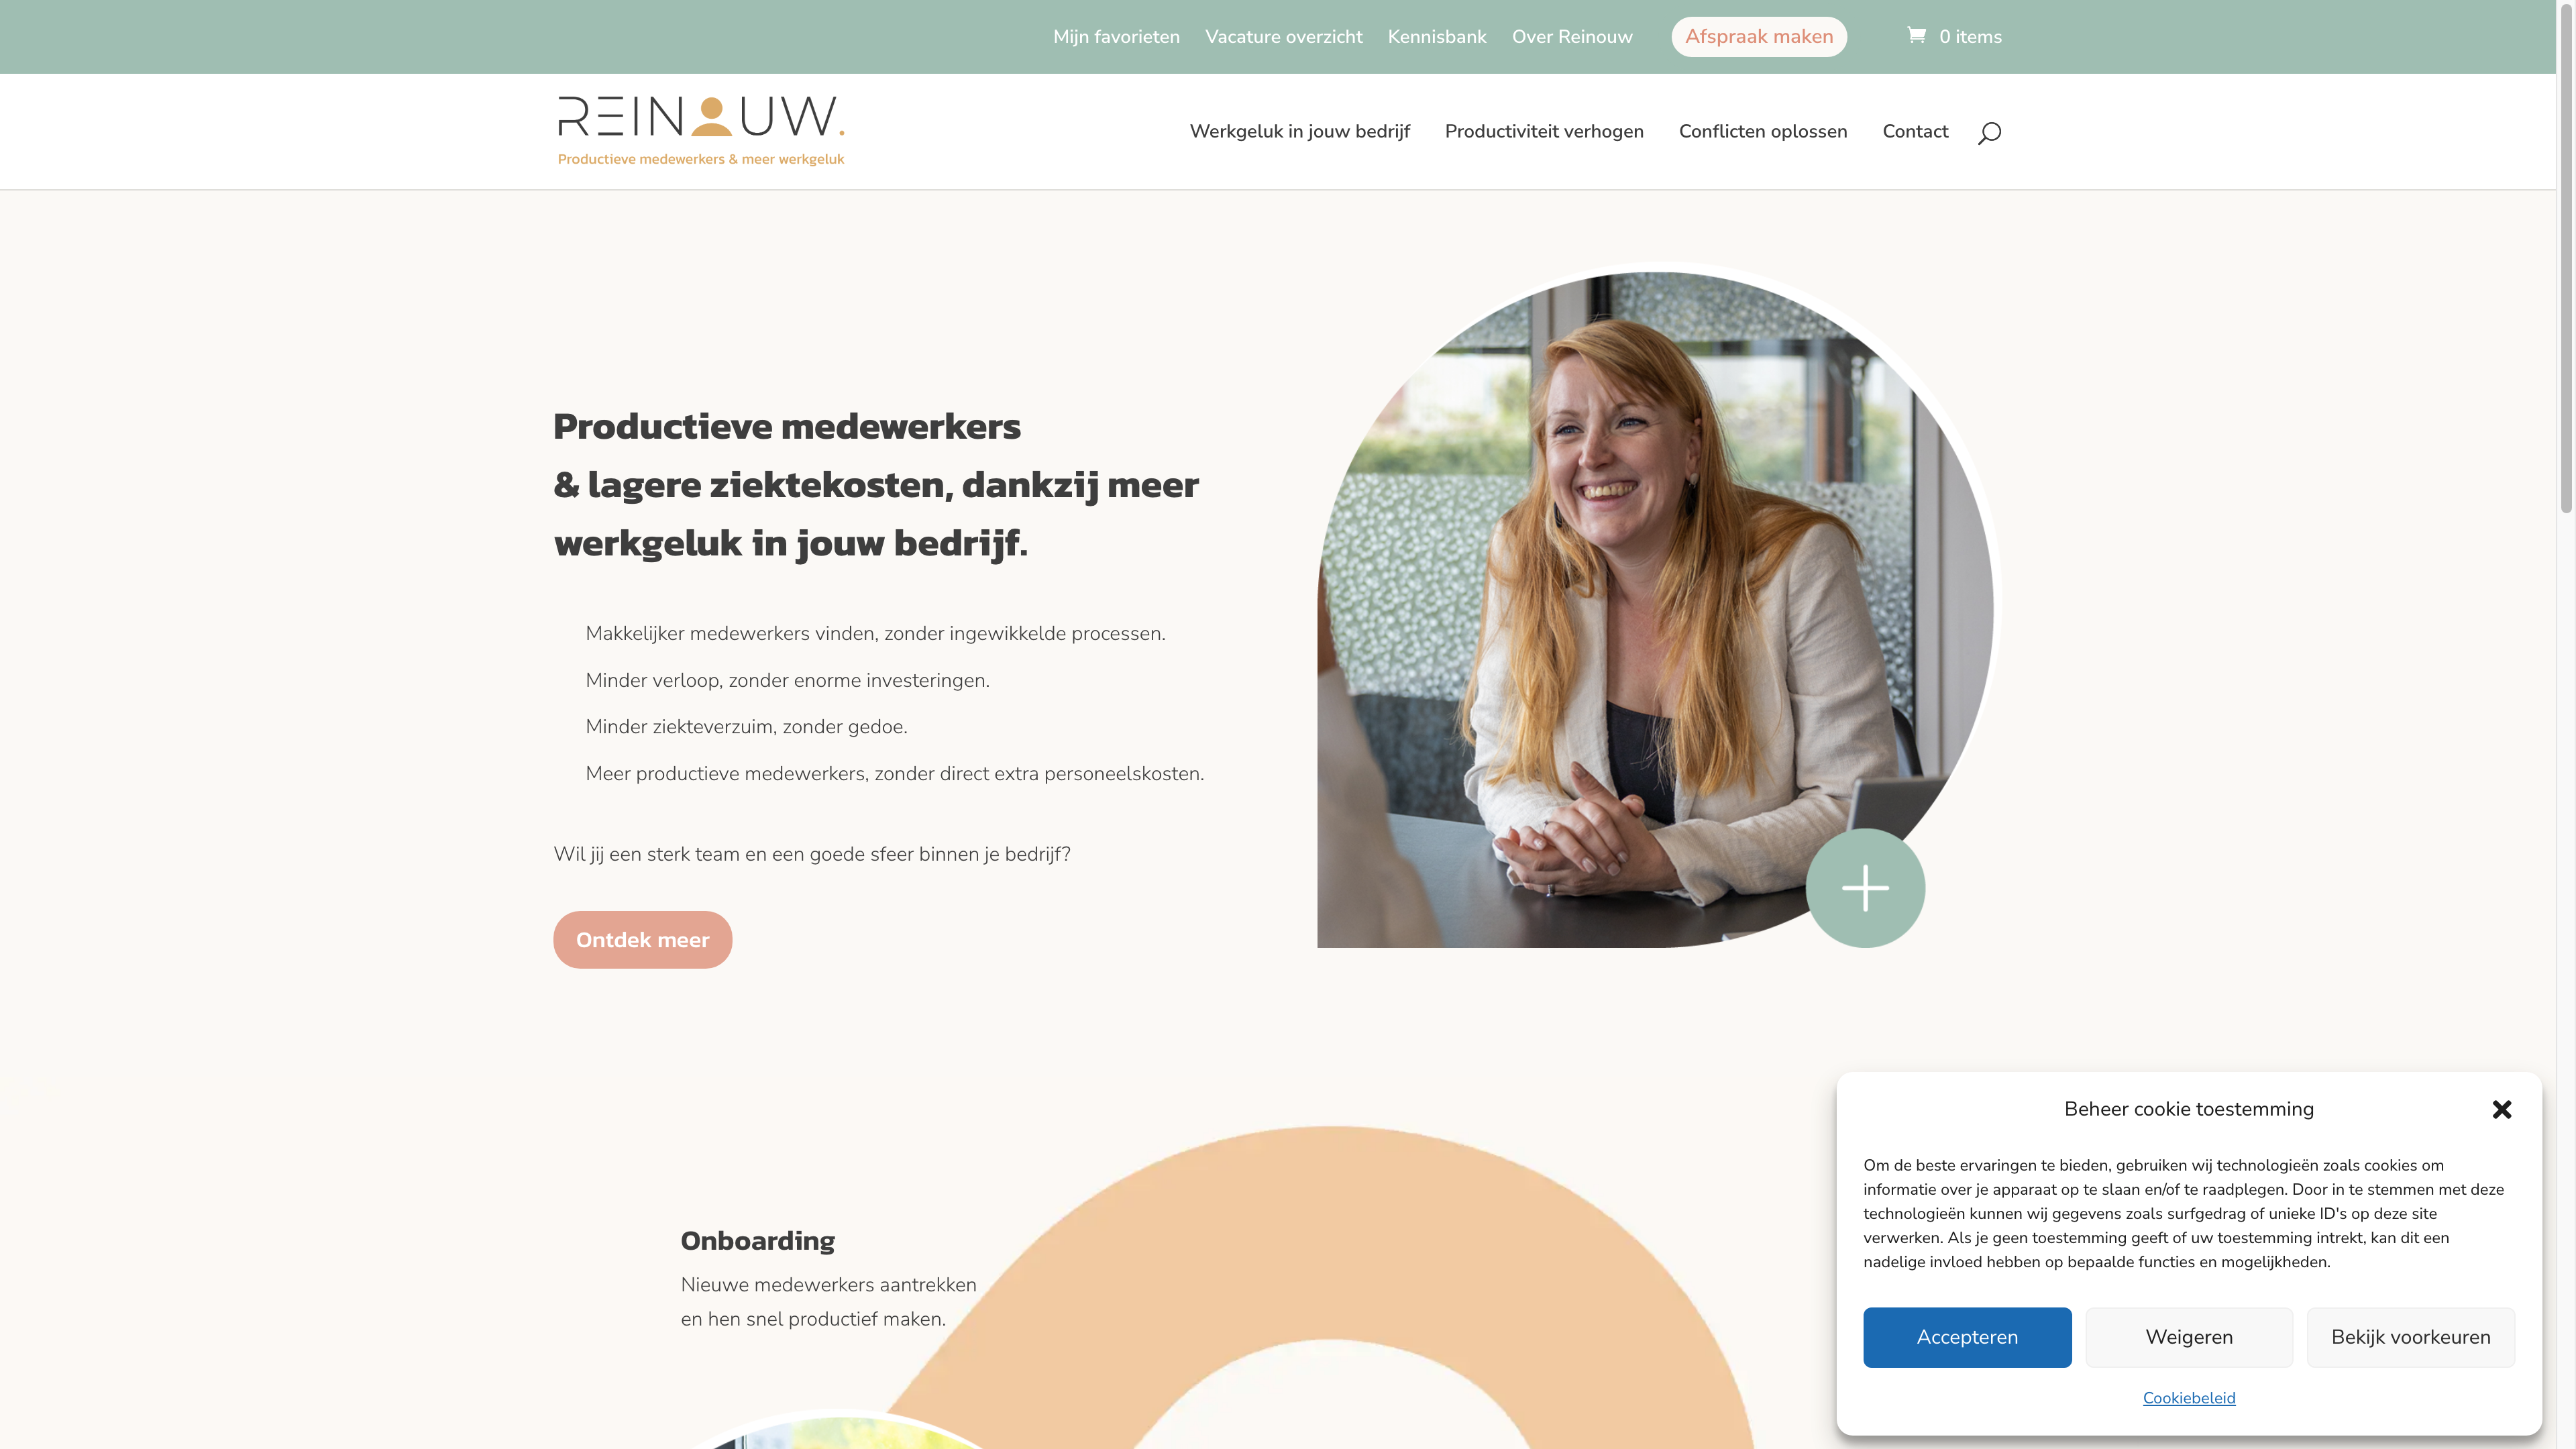 Mijn favorieten Vacature overzicht Kennisbank Over Reinouw Afspraak maken 0 items
REINOUW.
Productieve medewerkers & meer werkgeluk
Werkgeluk in jouw bedrijf Productiviteit verhogen Conflicten oplossen Contact
Productieve medewerkers
& lagere ziektekosten, dankzij meer
werkgeluk in jouw bedrijf.
Makkelijker medewerkers vinden, zonder ingewikkelde processen.
Minder verloop, zonder enorme investeringen.
Minder ziekteverzuim, zonder gedoe.
Meer productieve medewerkers, zonder direct extra personeelskosten.
Wil jij een sterk team en een goede sfeer binnen je bedrijf?
Ontdek meer
Onboarding
Nieuwe medewerkers aantrekken
en hen snel productief maken.
Beheer cookie toestemming
Om de beste ervaringen te bieden, gebruiken wij technologieën zoals cookies om
informatie over je apparaat op te slaan en/of te raadplegen. Door in te stemmen met deze
technologieën kunnen wij gegevens zoals surfgedrag of unieke ID's op deze site
verwerken. Als je geen toestemming geeft of uw toestemming intrekt, kan dit een
nadelige invloed hebben op bepaalde functies en mogelijkheden.
Accepteren Weigeren Bekijk voorkeuren
Cookiebeleid